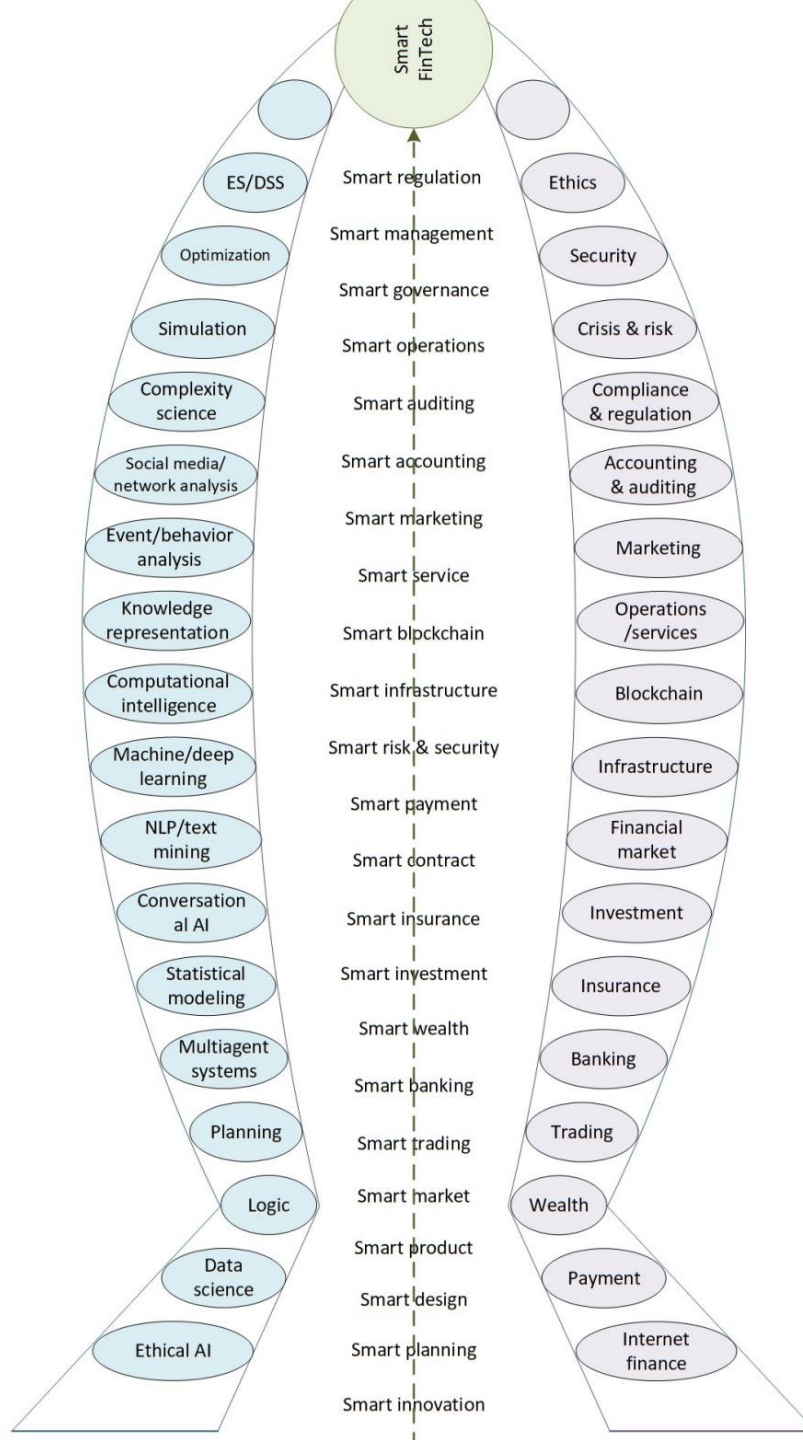 Smart
FinTech
ES/DSS
Optimization
Simulation
Complexity
science
Social media/
network analysis
Event/behavior
analysis
Knowledge
representation
Computational
intelligence
Machine/deep
learning
NLP/text
mining
Conversation
al AI
Statistical
modeling
Multiagent
systems
Planning
Logic
Data
science
Ethical AI
Smart regulation
Smart management
Smart governance
Smart operations
Smart auditing
Smart accounting
Smart marketing
Smart service
Smart blockchain
Smart infrastructure
Smart risk & security
Smart payment
Smart contract
Smart insurance
Smart investment
Smart wealth
Smart banking
Smart trading
Smart market
Smart product
Smart design
Smart planning
Smart innovation
Ethics
Security
Crisis & risk
Compliance
& regulation
Accounting
& auditing
Marketing
Operations
/services
Blockchain
Infrastructure
Financial
market
Investment
Insurance
Banking
Trading
Wealth
Payment
Internet
finance